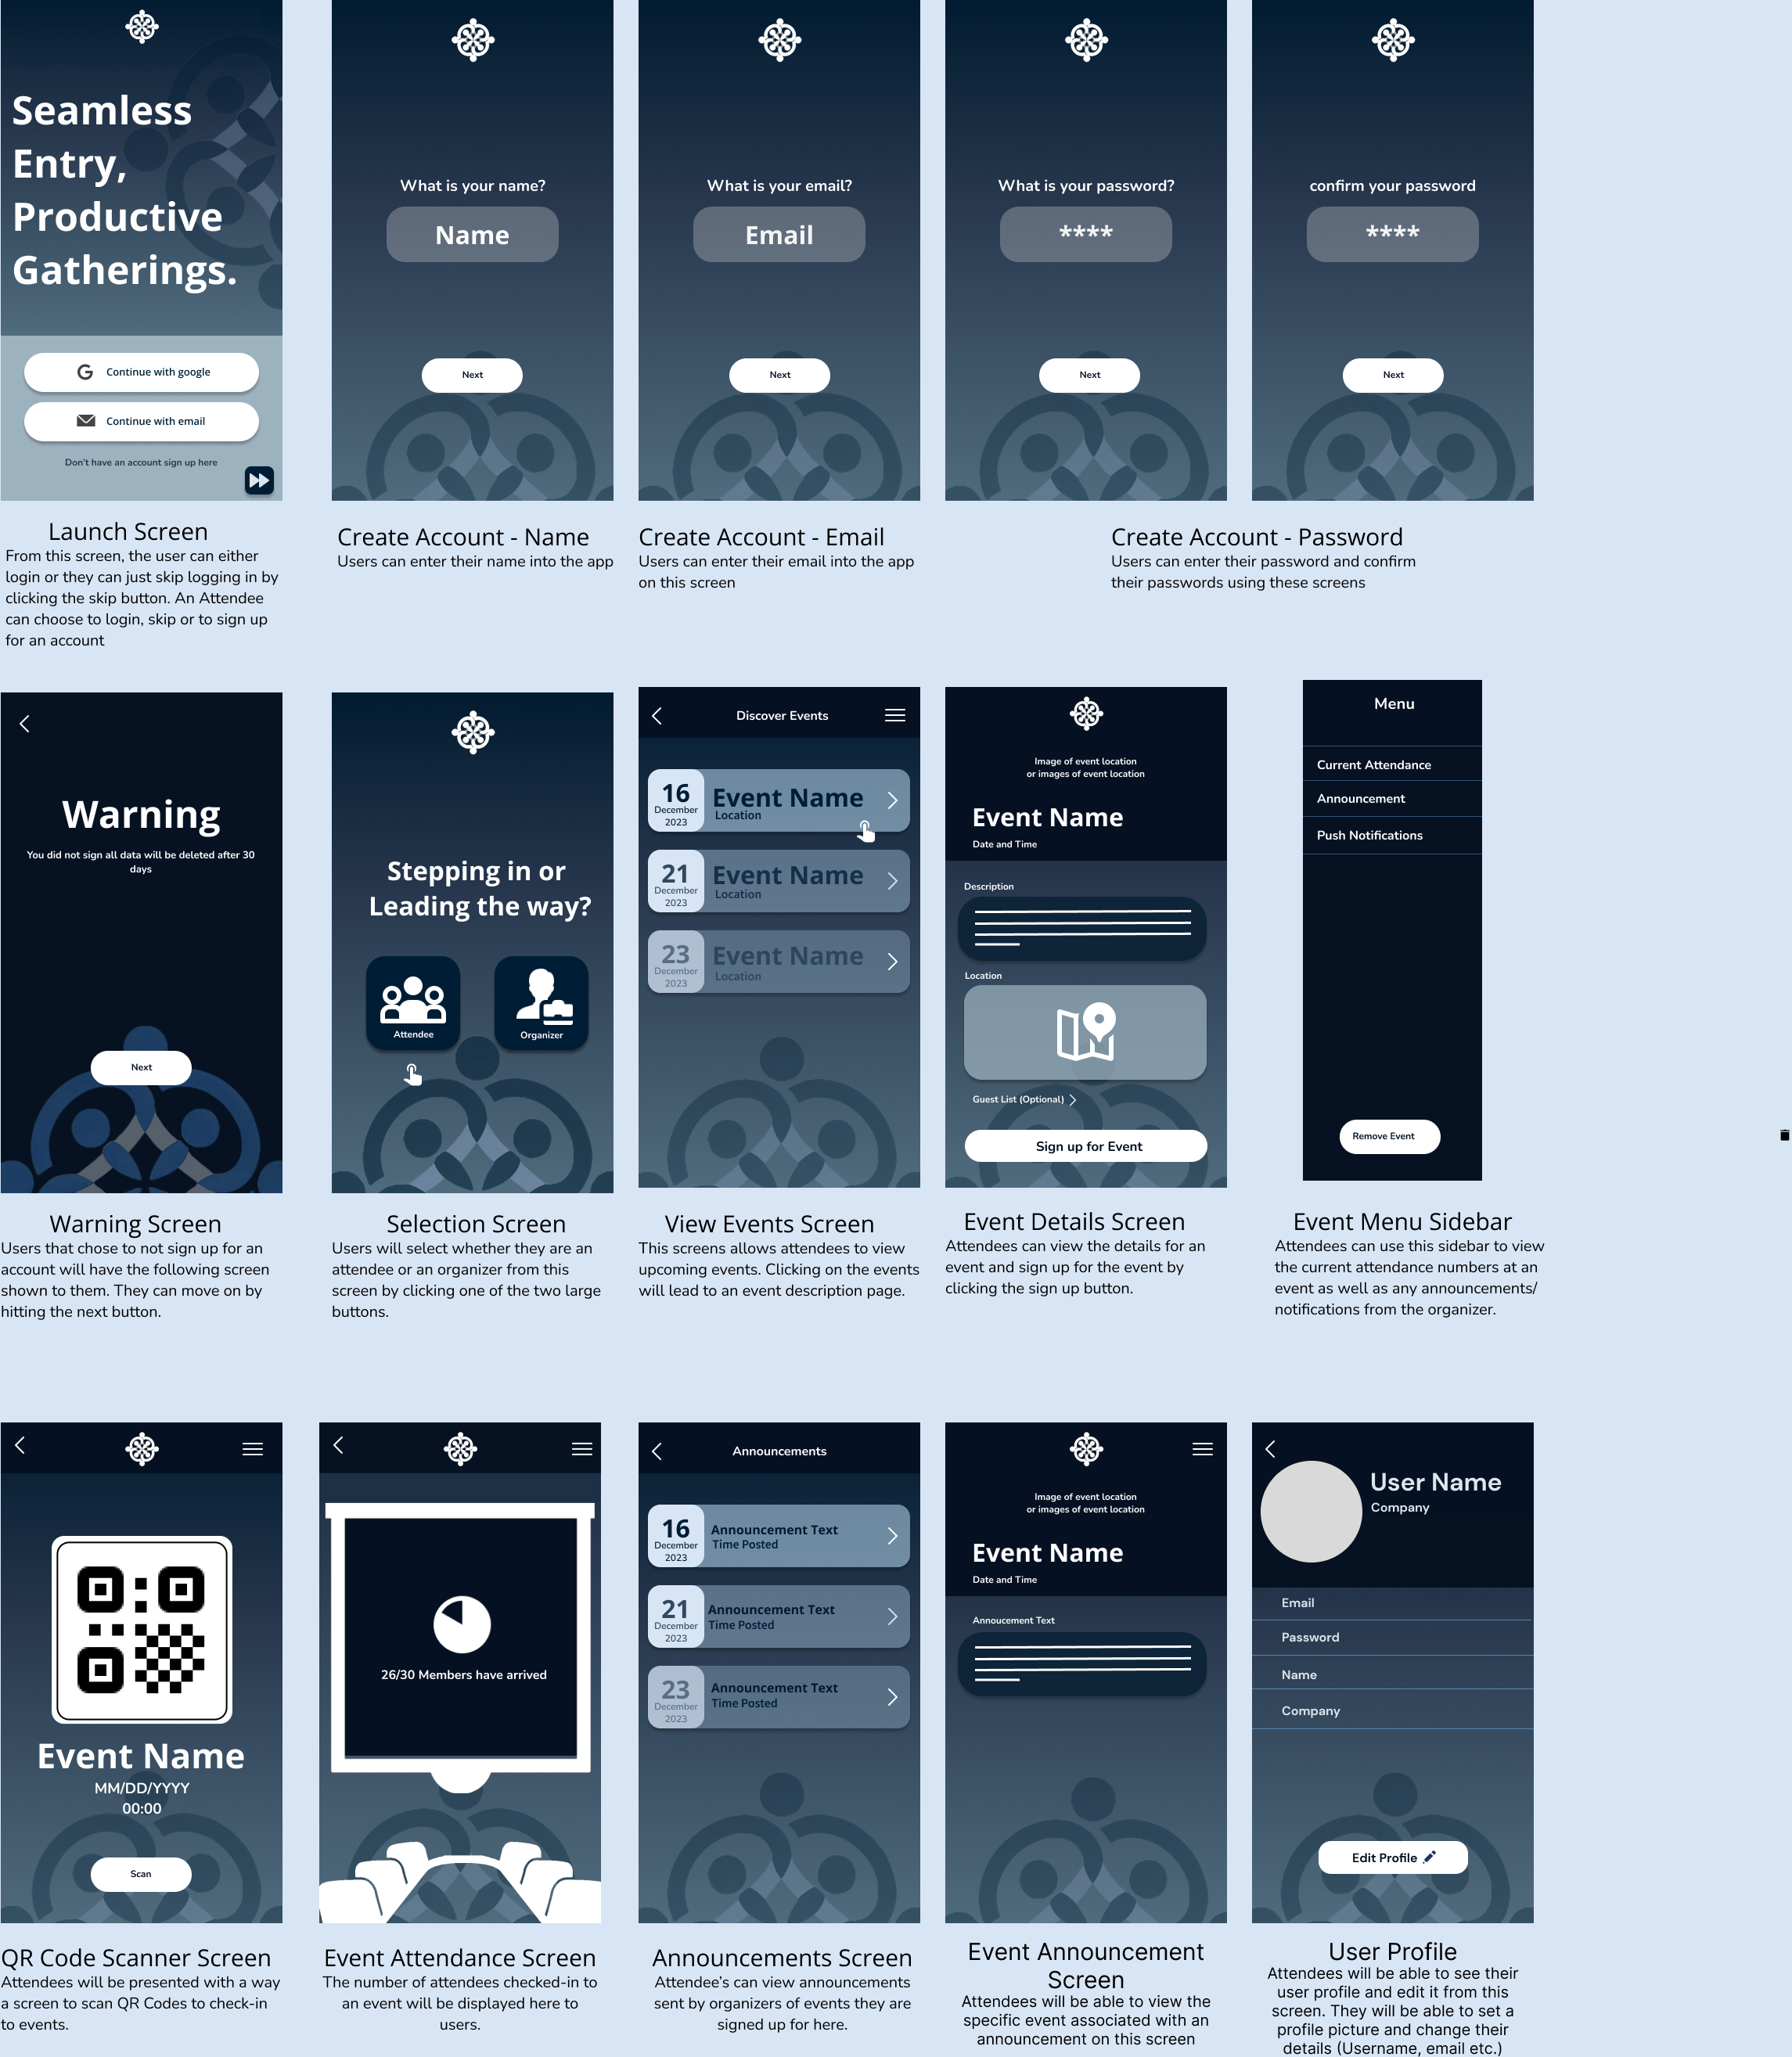 Seamless
Entry,
Productive
Gatherings.
Continue with google
Continue with email
Don't have an account sign up here
What is your name?
Name
Next
What is your email?
Email
Next
What is your password?
****
Next
confirm your password
****
Next
Launch Screen
From this screen, the user can either
login or they can just skip logging in by
clicking the skip button. An Attendee
can choose to login, skip or to sign up
for an account
Create Account - Name
Users can enter their name into the app
Create Account - Email
Users can enter their email into the app
on this screen
Create Account - Password
Users can enter their password and confirm
their passwords using these screens
Warning
You did not sign all data will be deleted after 30
days
Next
Stepping in or
Leading the way?
Attendee
Organizer
Discover Events
16
December
2023
Event Name
Location
21
December
2023
Event Name
Location
23
December
2023
Event Name
Location
Image of event location
or images of event location
Event Name
Date and Time
Description
Location
Guest List (Optional)
Sign up for Event
Menu
Current Attendance
Announcement
Push Notifications
Remove Event
Warning Screen
Users that chose to not sign up for an
account will have the following screen
shown to them. They can move on by
hitting the next button.
Selection Screen
Users will select whether they are an
attendee or an organizer from this
screen by clicking one of the two large
buttons.
View Events Screen
This screens allows attendees to view
upcoming events. Clicking on the events
will lead to an event description page.
Event Details Screen
Attendees can view the details for an
event and sign up for the event by
clicking the sign up button.
Event Menu Sidebar
Attendees can use this sidebar to view
the current attendance numbers at an
event as well as any announcements/
notifications from the organizer.
Event Name
MM/DD/YYYY
00:00
Scan
26/30 Members have arrived
Announcements
16
December
2023
Announcement Text
Time Posted
21
December
2023
Announcement Text
Time Posted
23
December
2023
Announcement Text
Time Posted
Image of event location
or images of event location
Event Name
Date and Time
Annoucement Text
User Name
Company
Email
Password
Name
Company
Edit Profile
QR Code Scanner Screen
Attendees will be presented with a way
a screen to scan QR Codes to check-in
to events.
Event Attendance Screen
The number of attendees checked-in to
an event will be displayed here to
users.
Announcements Screen
Attendee's can view announcements
sent by organizers of events they are
signed up for here.
Event Announcement
Screen
Attendees will be able to view the
specific event associated with an
announcement on this screen
User Profile
Attendees will be able to see their
user profile and edit it from this
screen. They will be able to set a
profile picture and change their
details (Username, email etc.)